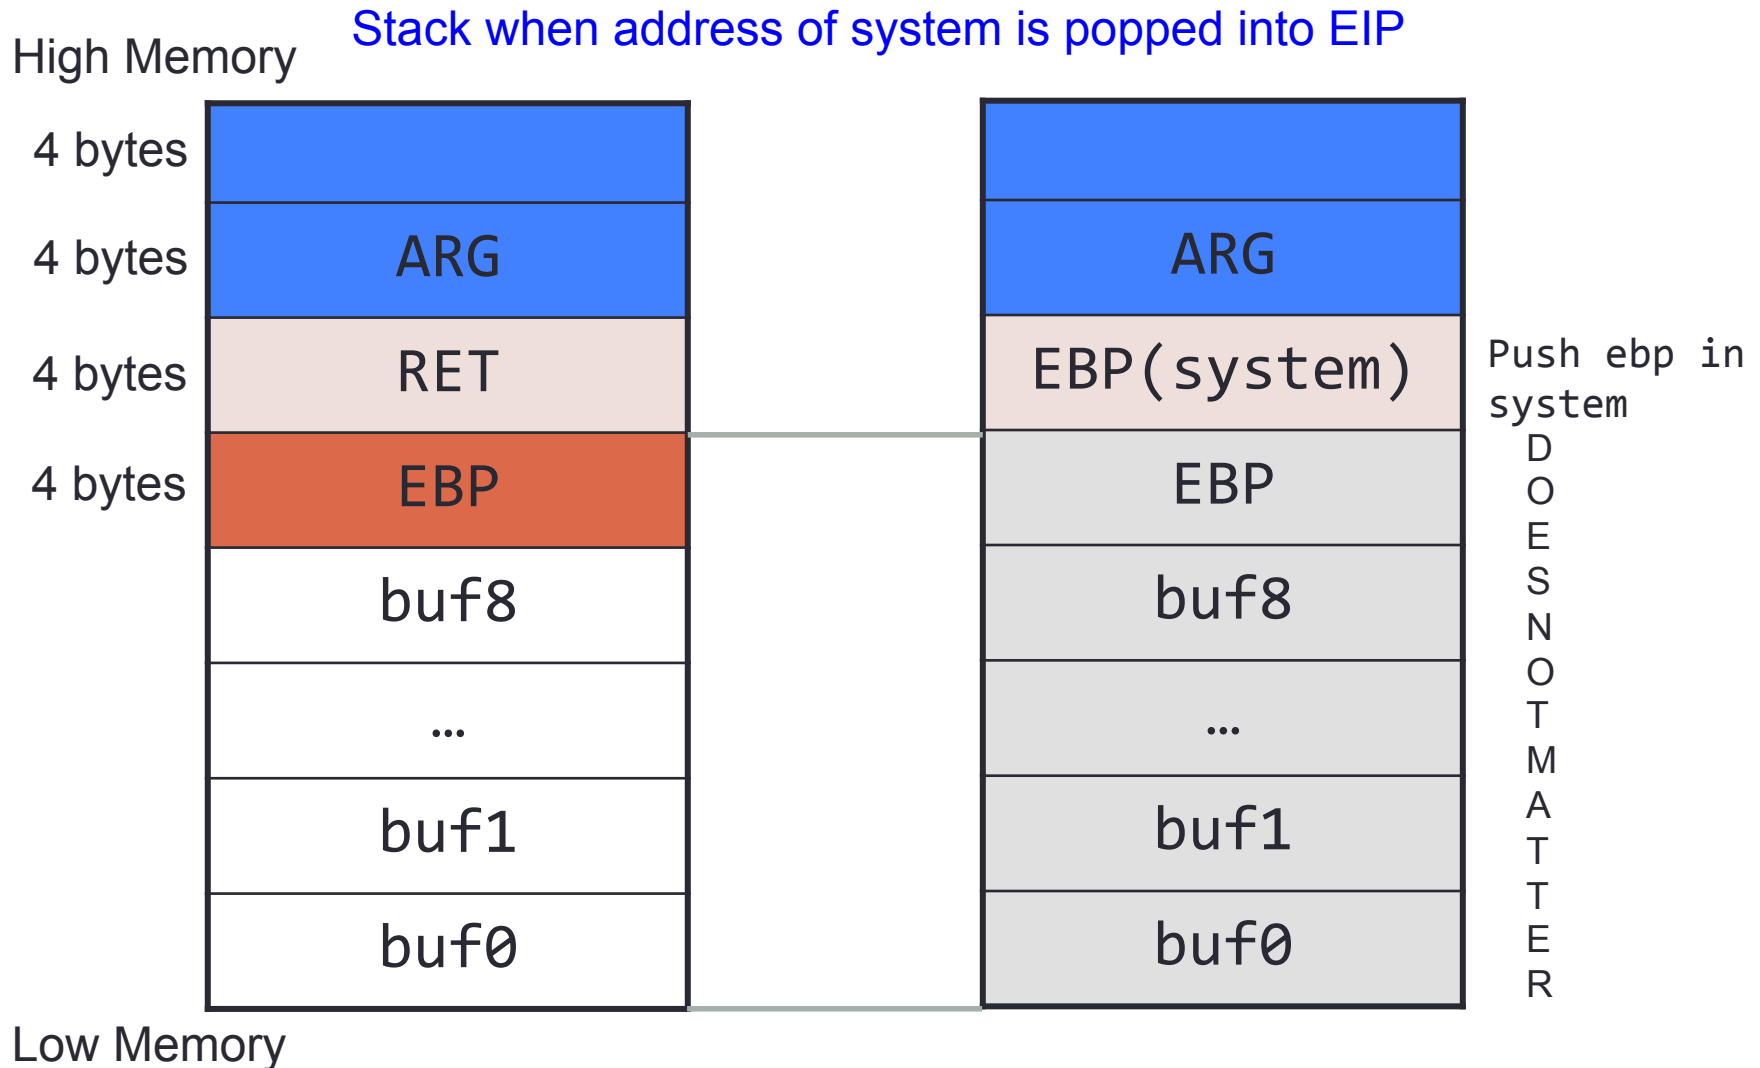 Stack when address of system is popped into EIP
High Memory
4 bytes
ARG
ARG
4 bytes
4 bytes
RET
EBP(system)
Push ebp in
system
4 bytes
EBP
EBP
buf8
buf8
…
…
buf1
buf1
buf0
buf0
D
O
E
S
N
O
T
M
A
T
T
E
R
Low Memory